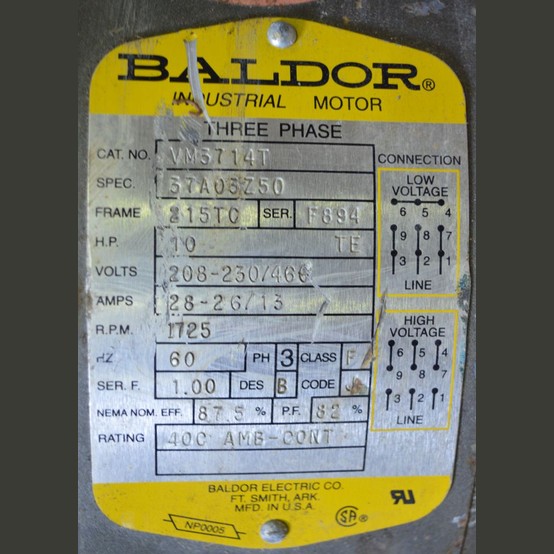 BALDOR®
INDUSTRIAL MOTOR
THREE PHASE
CAT. NO. VM3714T
SPEC. 37A03Z50
FRAME 215TC SER. F894
H.P. 10 TE
VOLTS 208-230/460
AMPS 28-26/13
R.P.M. 1725
HZ 60 PH 3 CLASS F
SER. F. 1.00 DES B CODE
NEMA NOM. EFF. 87.5 % P.F. 82 %
RATING 40C AMB-CONT
CONNECTION
LOW
VOLTAGE
6 5 4
9 8 7
3 2 1
LINE
HIGH
VOLTAGE
6 5 4
9 8 7
3 2 1
LINE
BALDOR ELECTRIC CO.
FT. SMITH, ARK.
MFD. IN U.S.A.
NP0005
SA®
RU